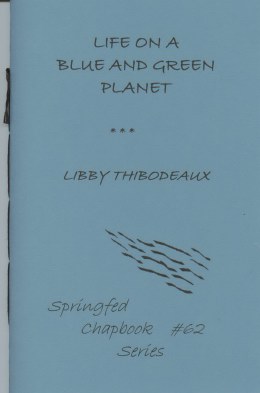 LIFE ON A
BLUE AND GREEN
PLANET
***
LIBBY THIBODEAUX
Springfed
Chapbook #62
Series